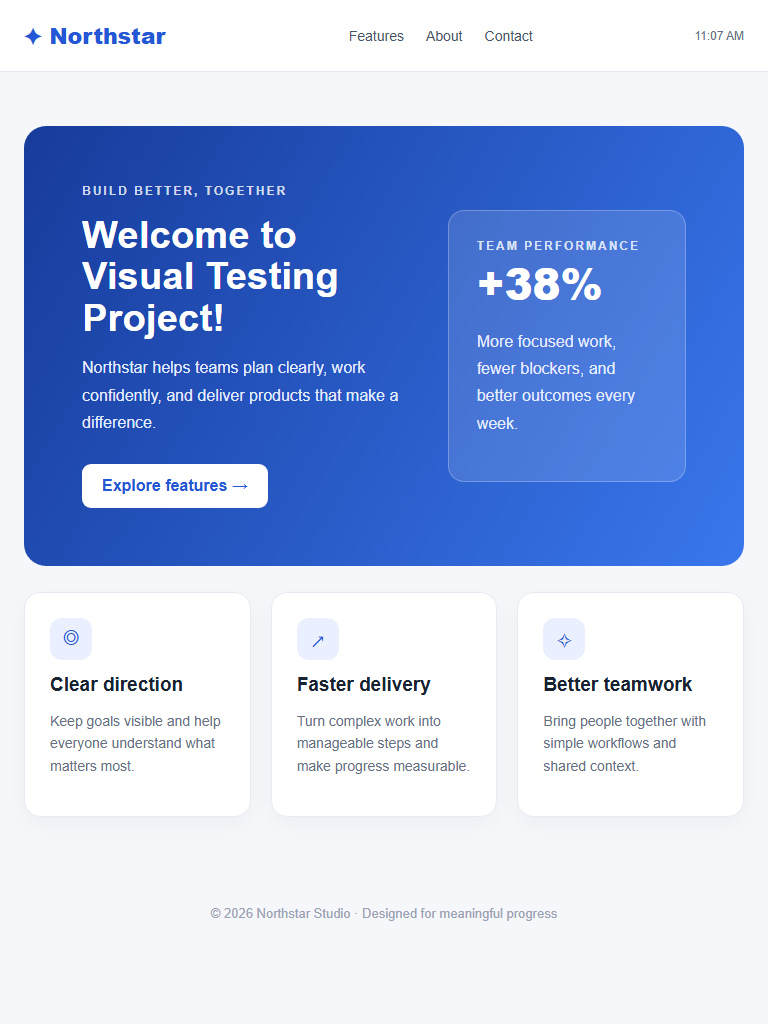 ✦ Northstar
Features About Contact
11:07 AM
BUILD BETTER, TOGETHER
Welcome to
Visual Testing
Project!
Northstar helps teams plan clearly, work
confidently, and deliver products that make a
difference.
Explore features →
TEAM PERFORMANCE
+38%
More focused work,
fewer blockers, and
better outcomes every
week.
◎
Clear direction
Keep goals visible and help
everyone understand what
matters most.
↗
Faster delivery
Turn complex work into
manageable steps and
make progress measurable.
✧
Better teamwork
Bring people together with
simple workflows and
shared context.
© 2026 Northstar Studio · Designed for meaningful progress